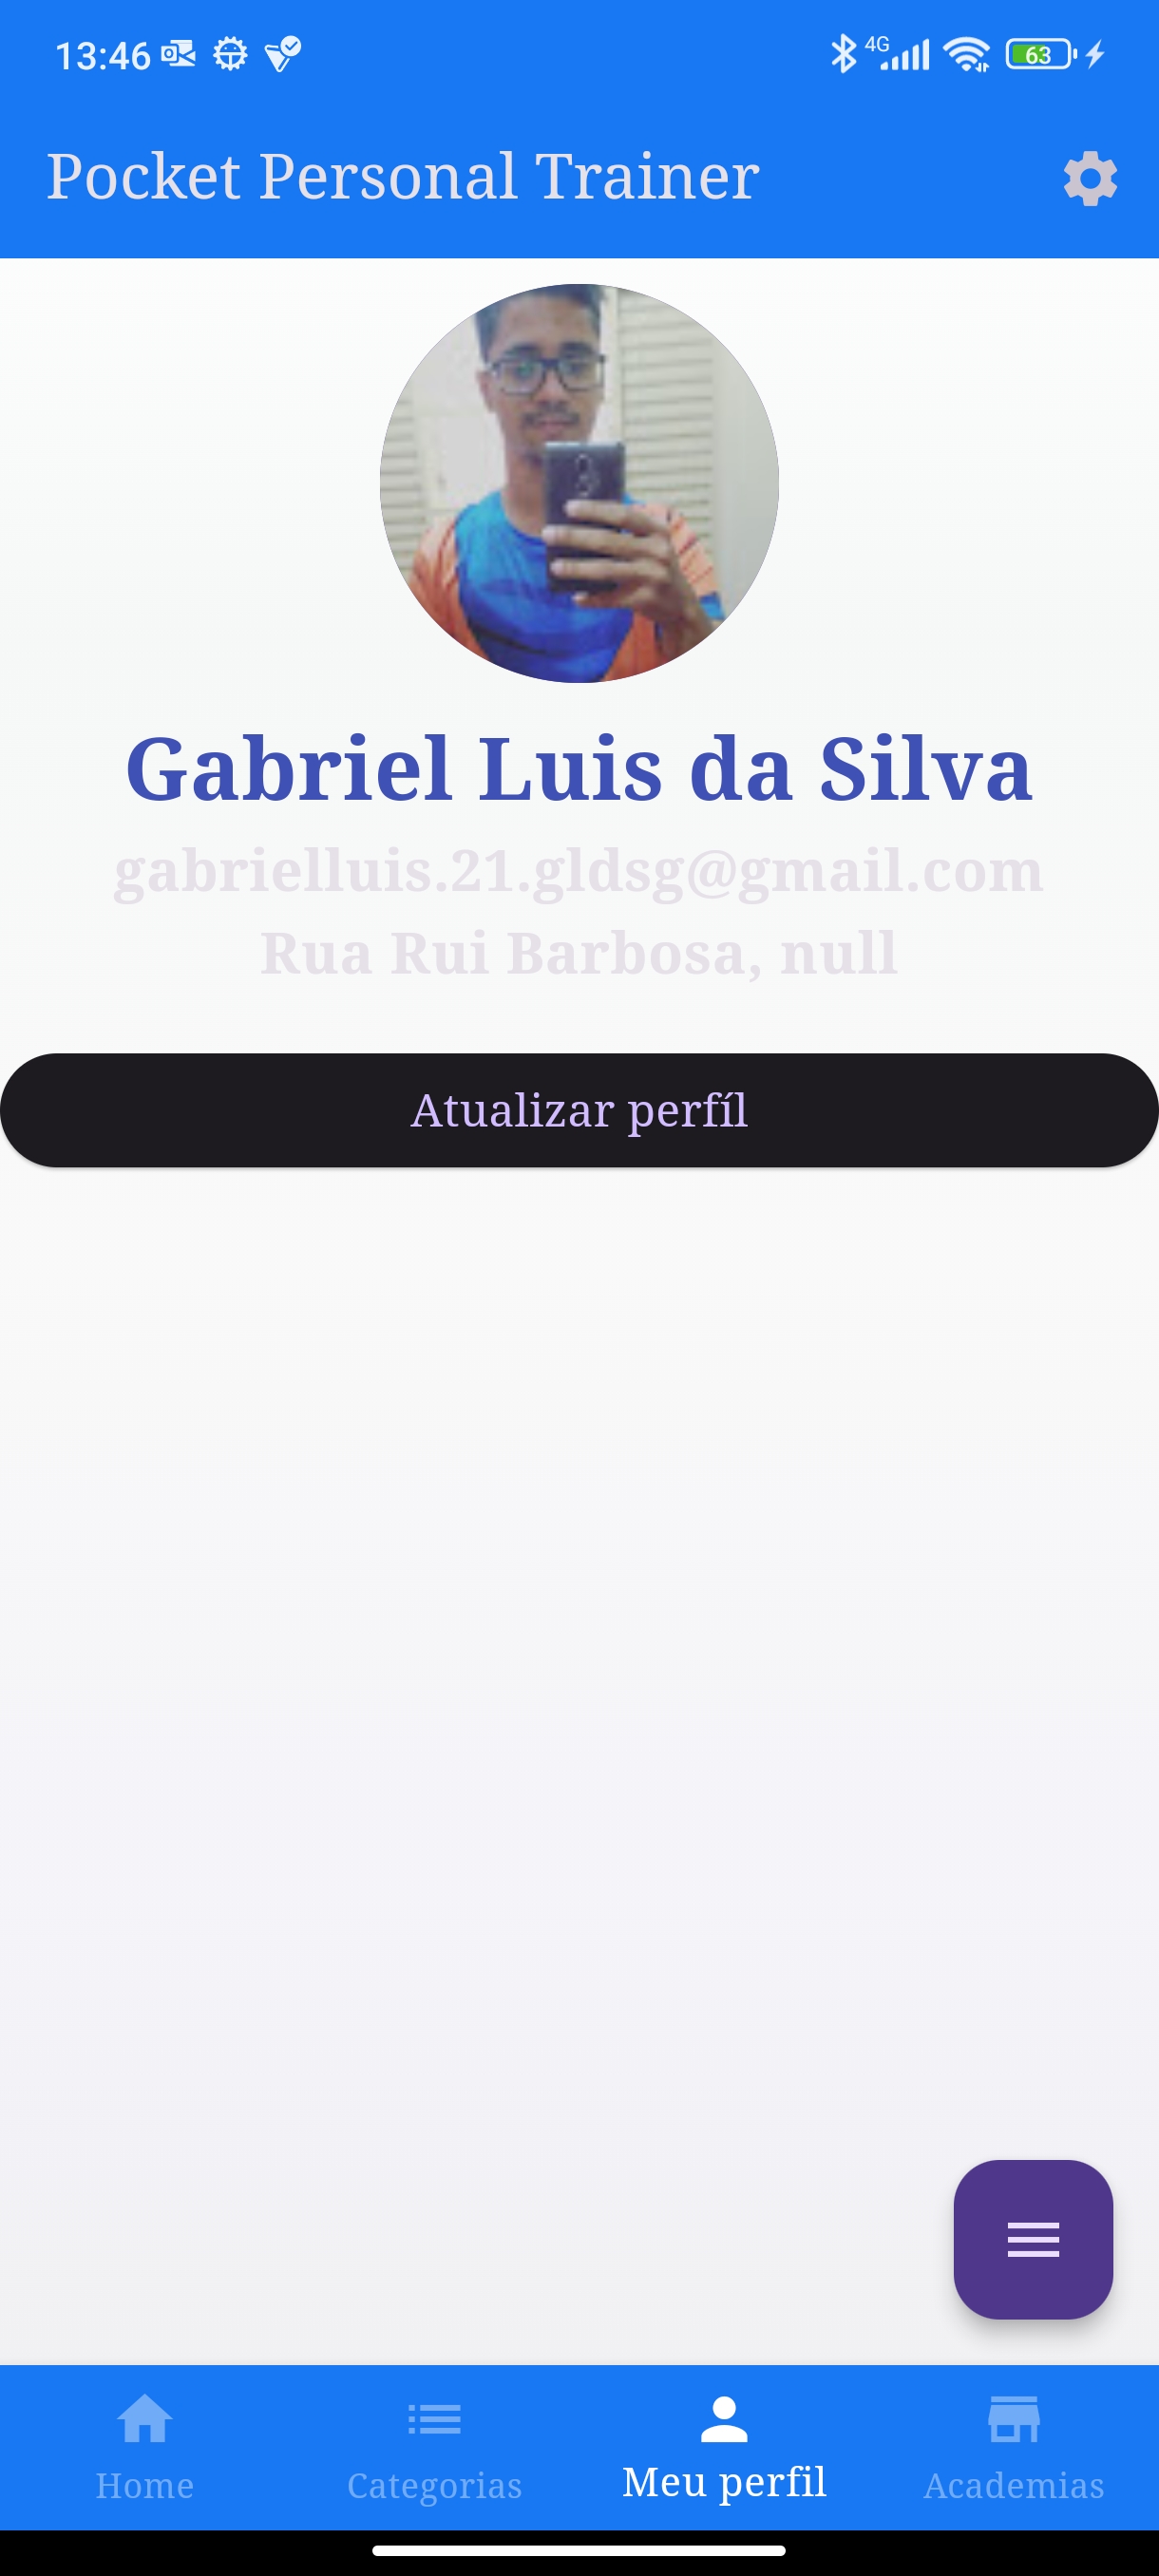 13:46
4G
63
Pocket Personal Trainer
Gabriel Luis da Silva
gabrielluis.21.gldsg@gmail.com
Rua Rui Barbosa, null
Atualizar perfíl
Home
Categorias
Meu perfil
Academias